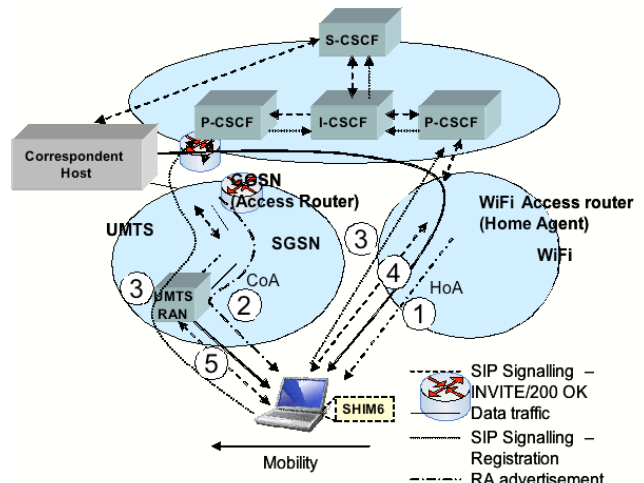 S-CSCF
P-CSCF
I-CSCF
P-CSCF
Correspondent
Host
GGSN
(Access Router)
WiFi Access router
(Home Agent)
WiFi
UMTS
SGSN
3
4
CoA
HoA
3
2
1
UMTS
RAN
5
SHIM6
Mobility
SIP Signalling –
INVITE/200 OK
Data traffic
SIP Signalling –
Registration
RA advertisement